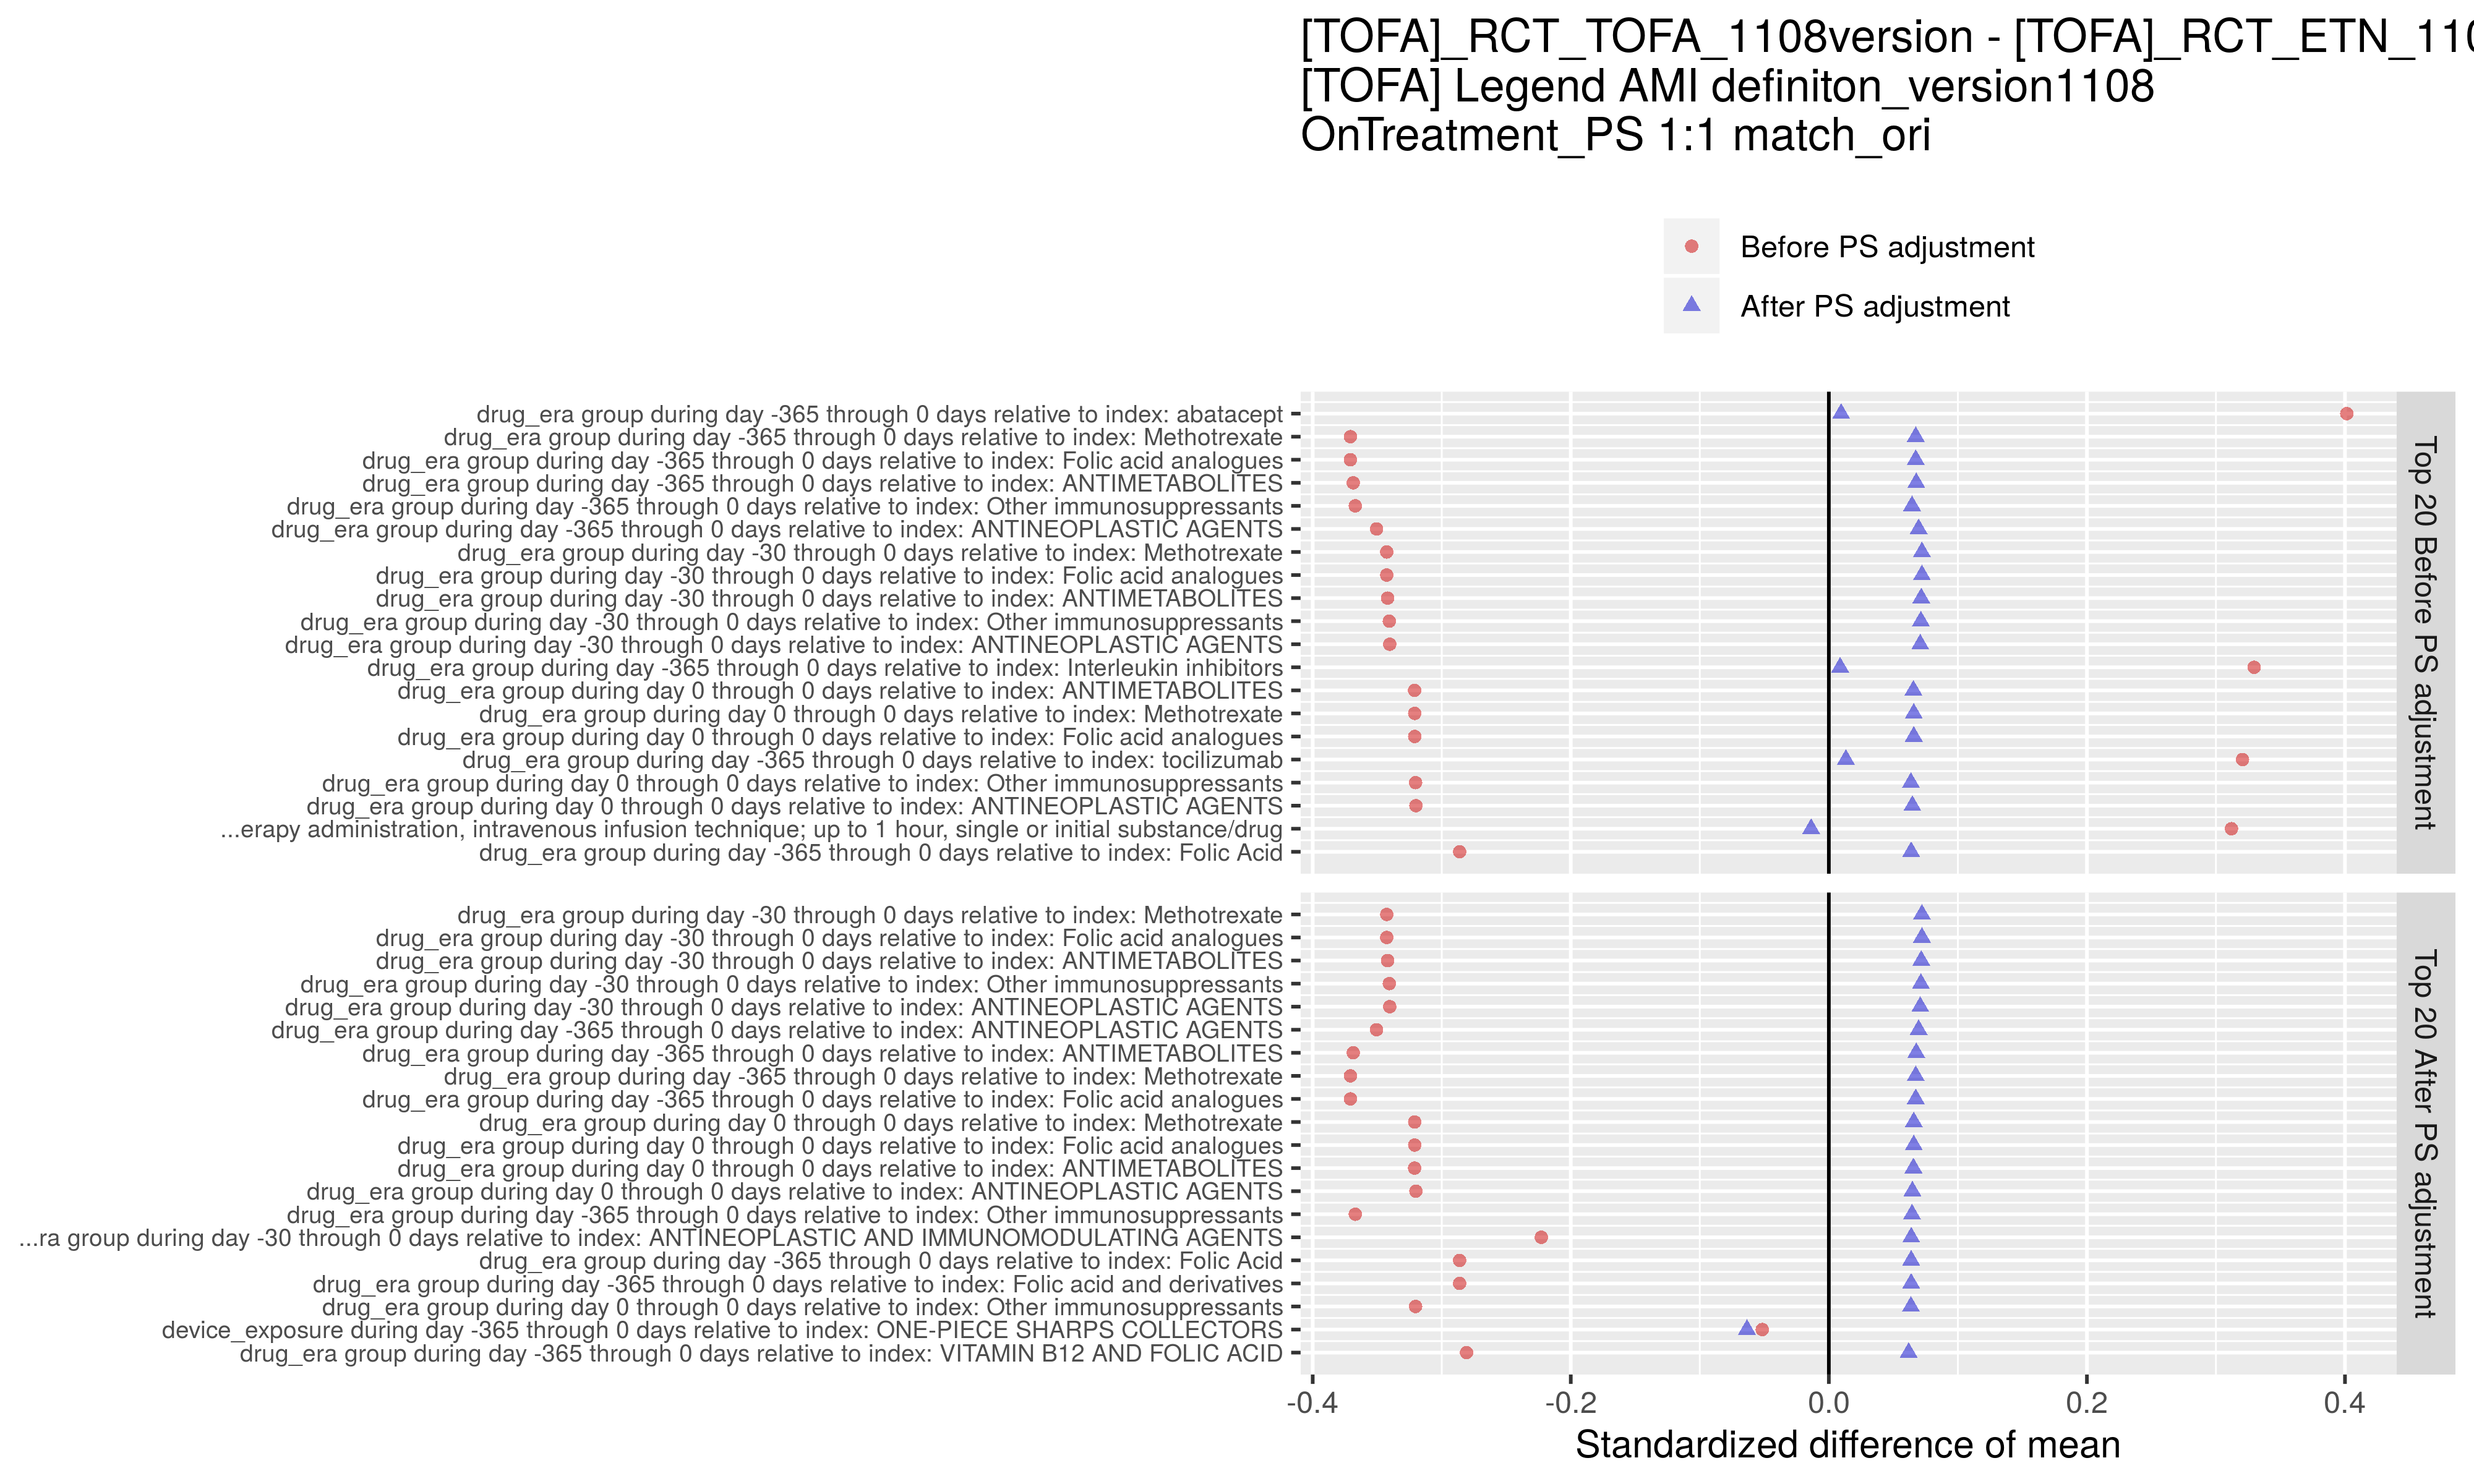 [TOFA]_RCT_TOFA_1108version - [TOFA]_RCT_ETN_110
[TOFA] Legend AMI definiton_version1108
OnTreatment_PS 1:1 match_ori
Before PS adjustment
After PS adjustment
drug_era group during day -365 through 0 days relative to index: abatacept
drug_era group during day -365 through 0 days relative to index: Methotrexate
drug_era group during day -365 through 0 days relative to index: Folic acid analogues
drug_era group during day -365 through 0 days relative to index: ANTIMETABOLITES
drug_era group during day -365 through 0 days relative to index: Other immunosuppressants
drug_era group during day -365 through 0 days relative to index: ANTINEOPLASTIC AGENTS
drug_era group during day -30 through 0 days relative to index: Methotrexate
drug_era group during day -30 through 0 days relative to index: Folic acid analogues
drug_era group during day -30 through 0 days relative to index: ANTIMETABOLITES
drug_era group during day -30 through 0 days relative to index: Other immunosuppressants
drug_era group during day -30 through 0 days relative to index: ANTINEOPLASTIC AGENTS
drug_era group during day -365 through 0 days relative to index: Interleukin inhibitors
drug_era group during day 0 through 0 days relative to index: ANTIMETABOLITES
drug_era group during day 0 through 0 days relative to index: Methotrexate
drug_era group during day 0 through 0 days relative to index: Folic acid analogues
drug_era group during day -365 through 0 days relative to index: tocilizumab
drug_era group during day 0 through 0 days relative to index: Other immunosuppressants
drug_era group during day 0 through 0 days relative to index: ANTINEOPLASTIC AGENTS
...erapy administration, intravenous infusion technique; up to 1 hour, single or initial substance/drug
drug_era group during day -365 through 0 days relative to index: Folic Acid
Top 20 Before PS adjustment
drug_era group during day -30 through 0 days relative to index: Methotrexate
drug_era group during day -30 through 0 days relative to index: Folic acid analogues
drug_era group during day -30 through 0 days relative to index: ANTIMETABOLITES
drug_era group during day -30 through 0 days relative to index: Other immunosuppressants
drug_era group during day -30 through 0 days relative to index: ANTINEOPLASTIC AGENTS
drug_era group during day -365 through 0 days relative to index: ANTINEOPLASTIC AGENTS
drug_era group during day -365 through 0 days relative to index: ANTIMETABOLITES
drug_era group during day -365 through 0 days relative to index: Methotrexate
drug_era group during day -365 through 0 days relative to index: Folic acid analogues
drug_era group during day 0 through 0 days relative to index: Methotrexate
drug_era group during day 0 through 0 days relative to index: Folic acid analogues
drug_era group during day 0 through 0 days relative to index: ANTIMETABOLITES
drug_era group during day 0 through 0 days relative to index: ANTINEOPLASTIC AGENTS
drug_era group during day -365 through 0 days relative to index: Other immunosuppressants
...ra group during day -30 through 0 days relative to index: ANTINEOPLASTIC AND IMMUNOMODULATING AGENTS
drug_era group during day -365 through 0 days relative to index: Folic Acid
drug_era group during day -365 through 0 days relative to index: Folic acid and derivatives
drug_era group during day 0 through 0 days relative to index: Other immunosuppressants
device_exposure during day -365 through 0 days relative to index: ONE-PIECE SHARPS COLLECTORS
drug_era group during day -365 through 0 days relative to index: VITAMIN B12 AND FOLIC ACID
Top 20 After PS adjustment
-0.4 -0.2 0.0 0.2 0.4
Standardized difference of mean